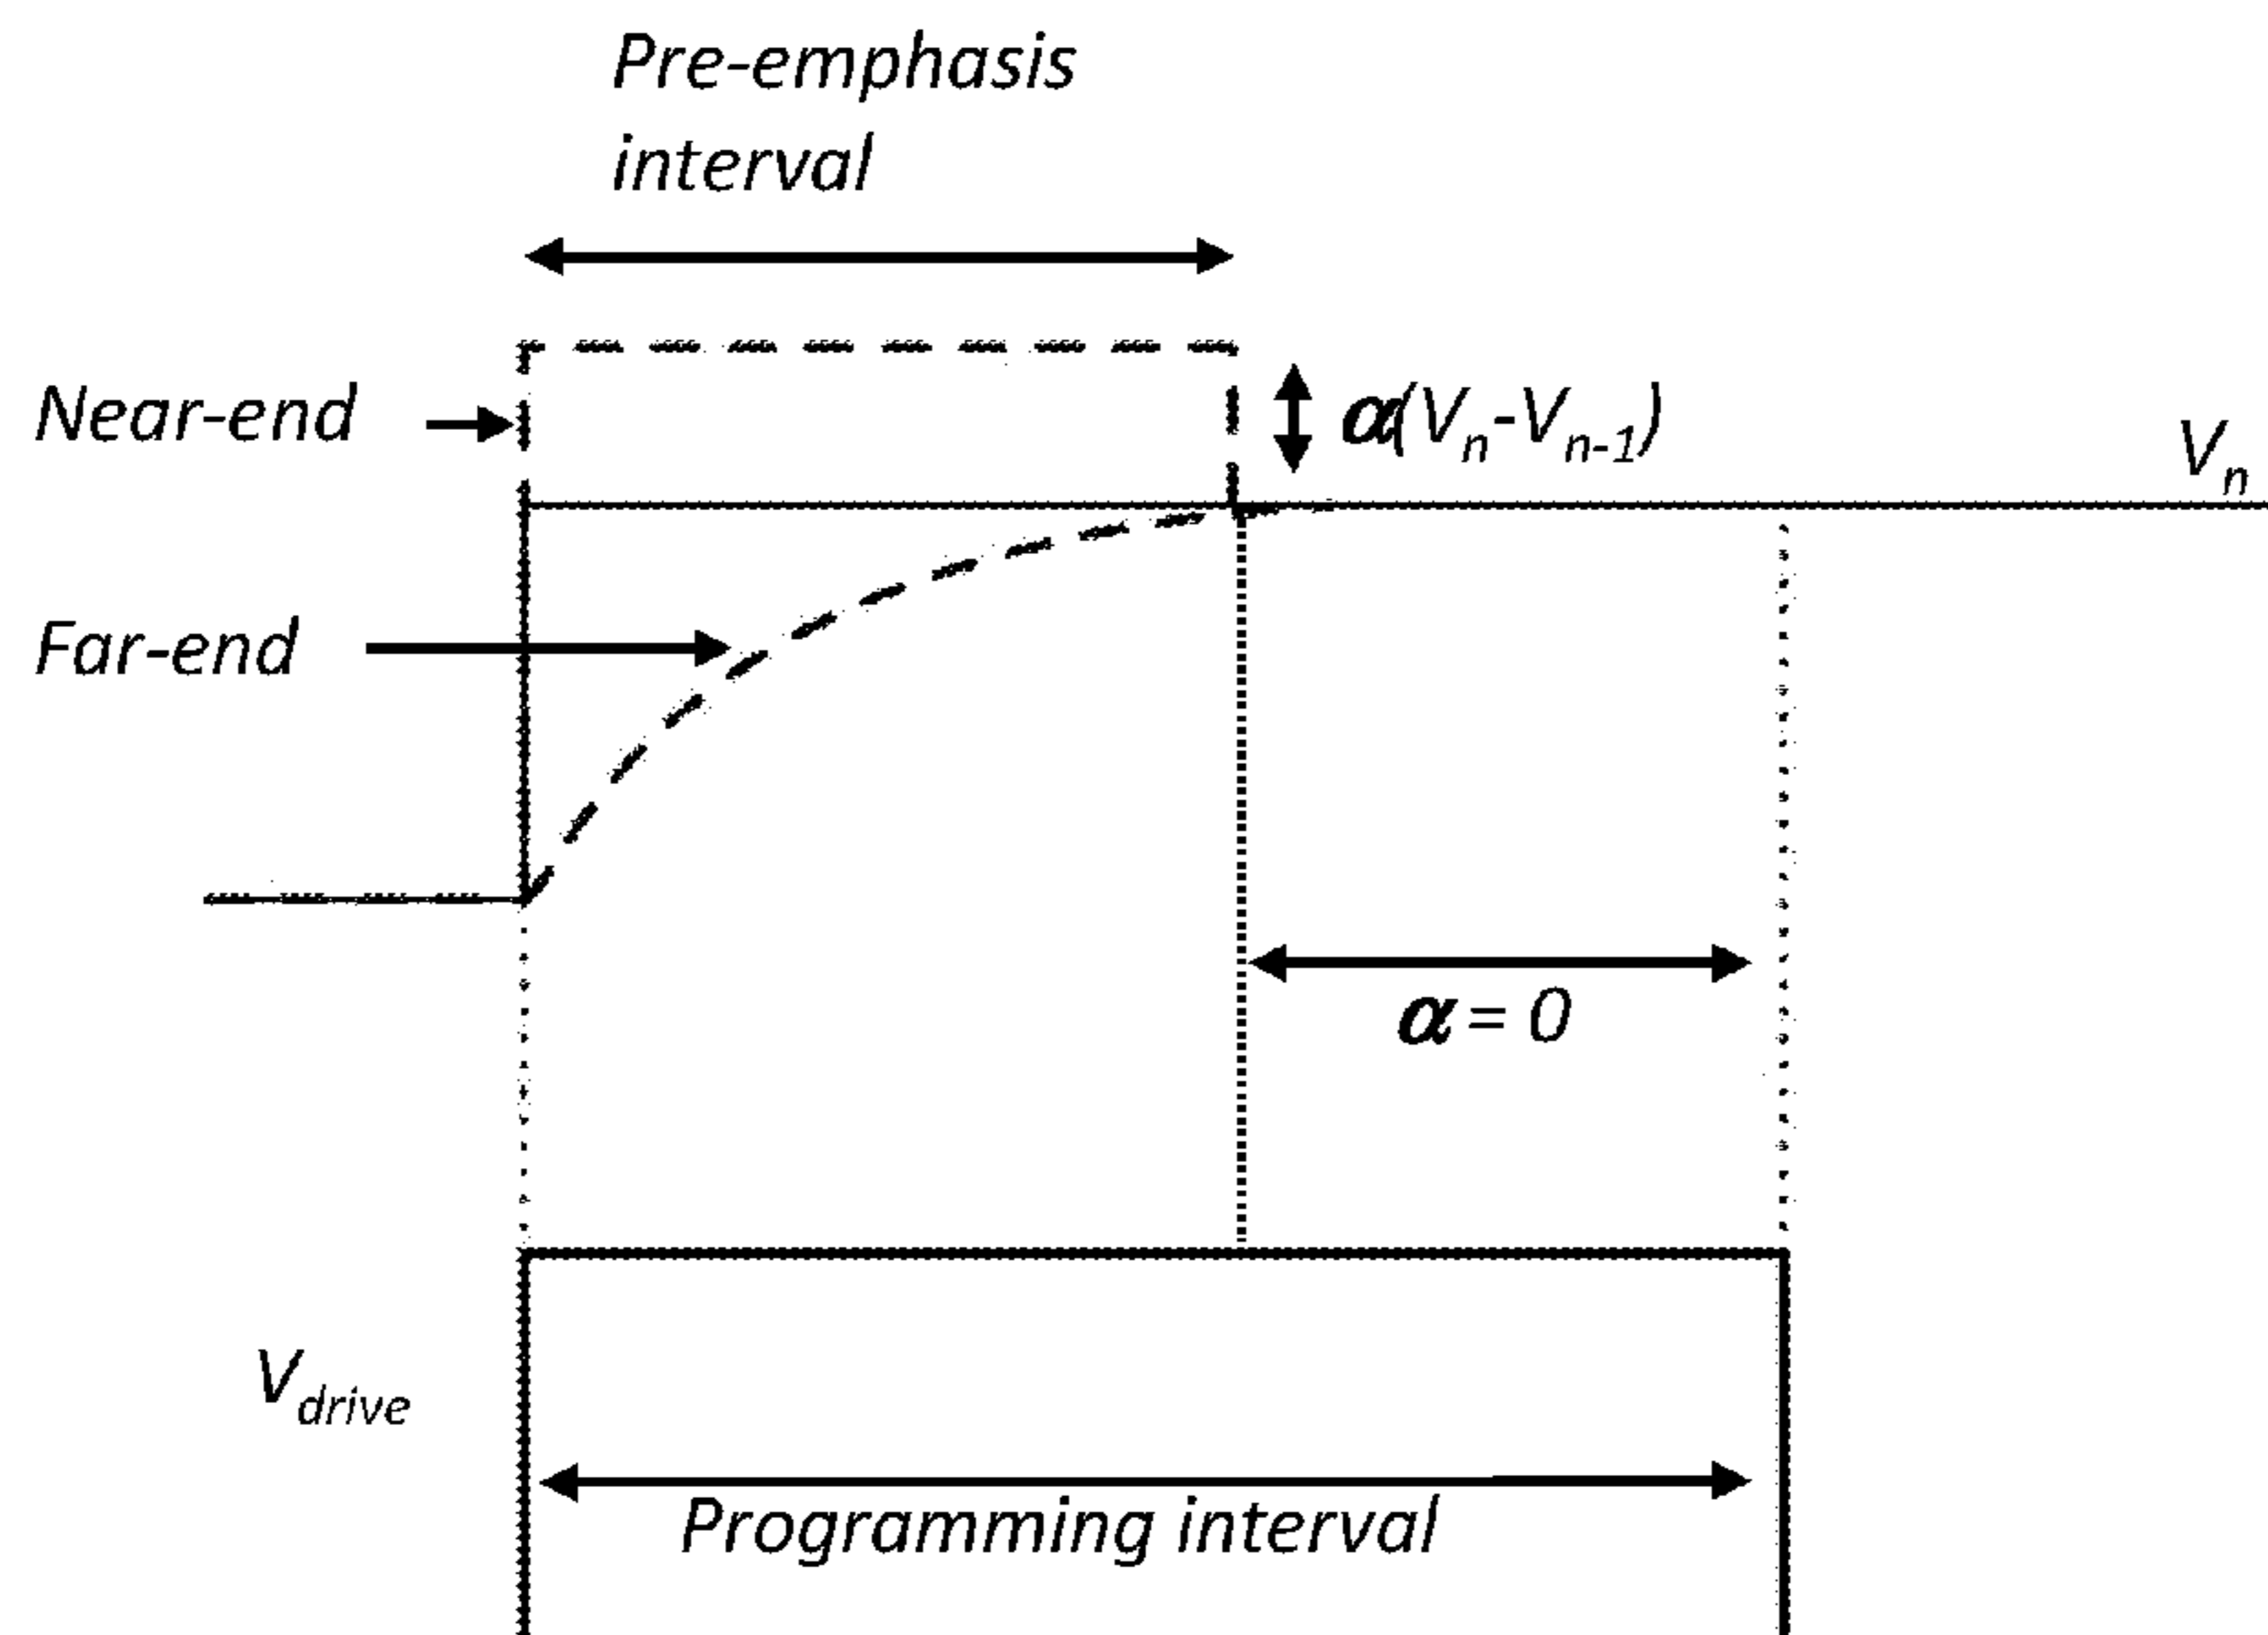 Pre-emphasis
interval
Near-end
α(Vn-Vn-1)
Vn
Far-end
α = 0
Vdrive
Programming interval